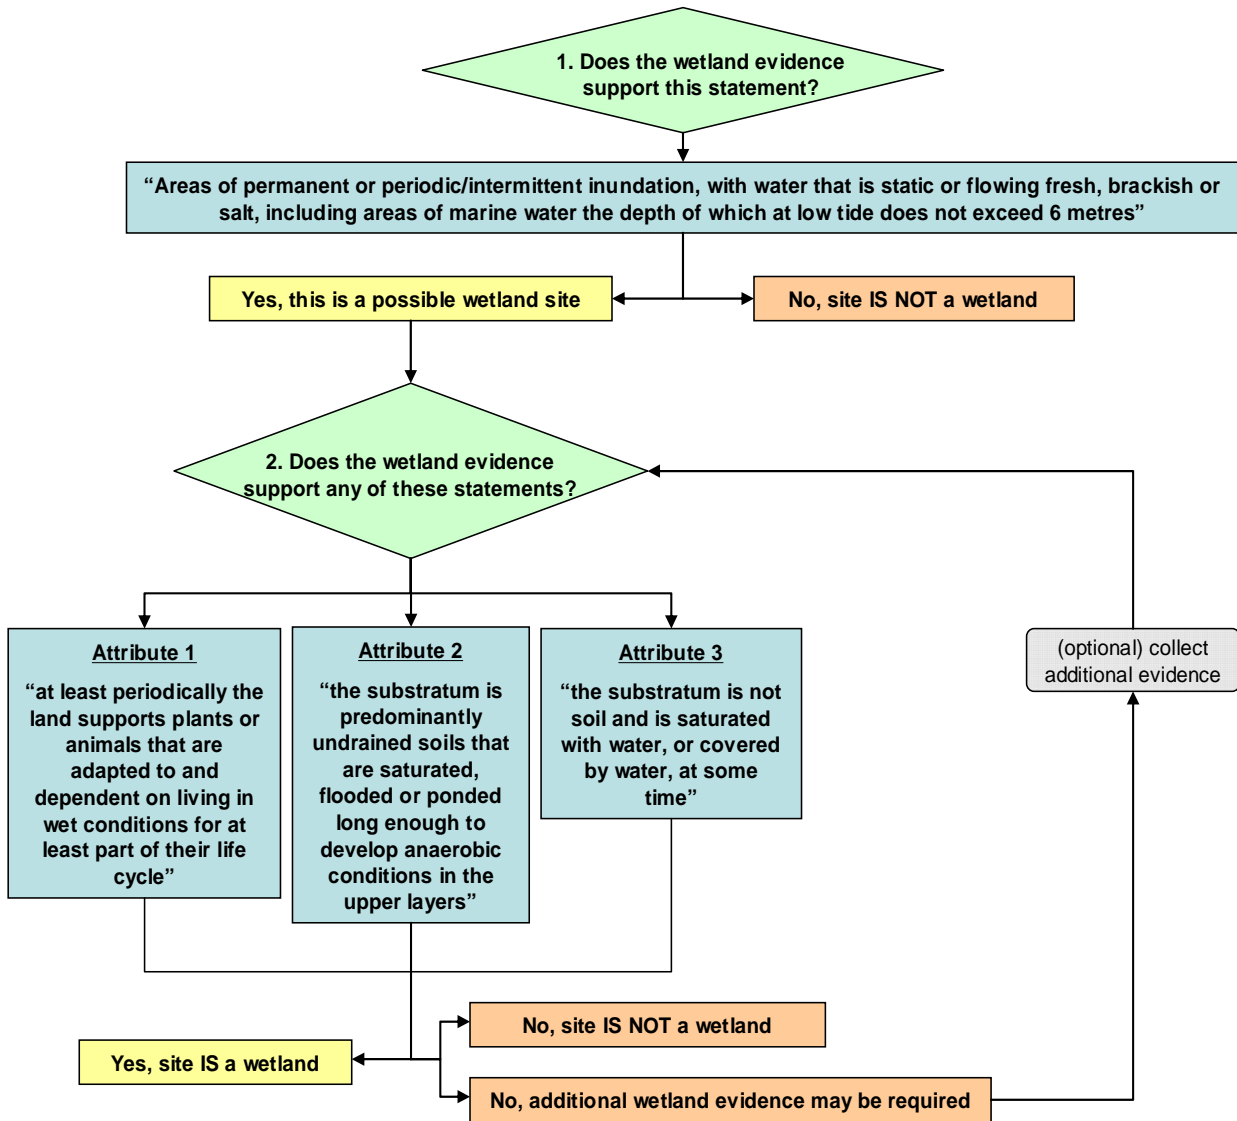 1. Does the wetland evidence
support this statement?
“Areas of permanent or periodic/intermittent inundation, with water that is static or flowing fresh, brackish or
salt, including areas of marine water the depth of which at low tide does not exceed 6 metres”
Yes, this is a possible wetland site
No, site IS NOT a wetland
2. Does the wetland evidence
support any of these statements?
Attribute 1
“at least periodically the
land supports plants or
animals that are
adapted to and
dependent on living in
wet conditions for at
least part of their life
cycle”
Attribute 2
“the substratum is
predominantly
undrained soils that
are saturated,
flooded or ponded
long enough to
develop anaerobic
conditions in the
upper layers”
Attribute 3
“the substratum is not
soil and is saturated
with water, or covered
by water, at some
time”
(optional) collect
additional evidence
No, site IS NOT a wetland
Yes, site IS a wetland
No, additional wetland evidence may be required